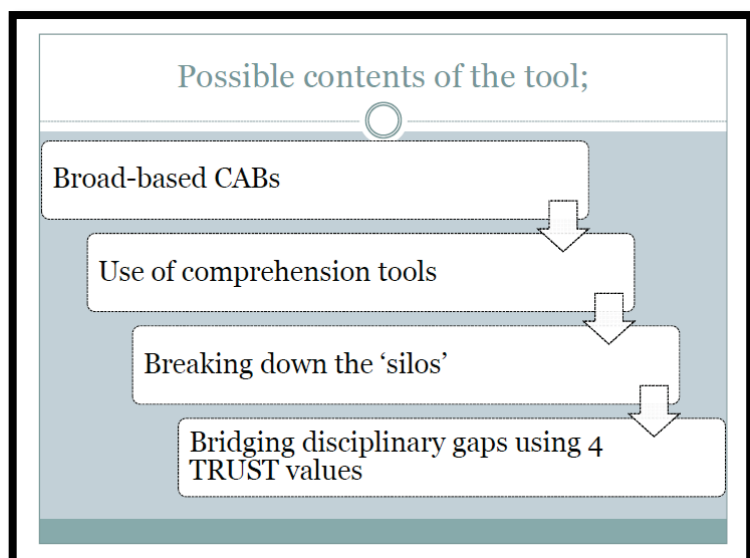 Possible contents of the tool;
Broad-based CABs
Use of comprehension tools
Breaking down the ‘silos’
Bridging disciplinary gaps using 4
TRUST values